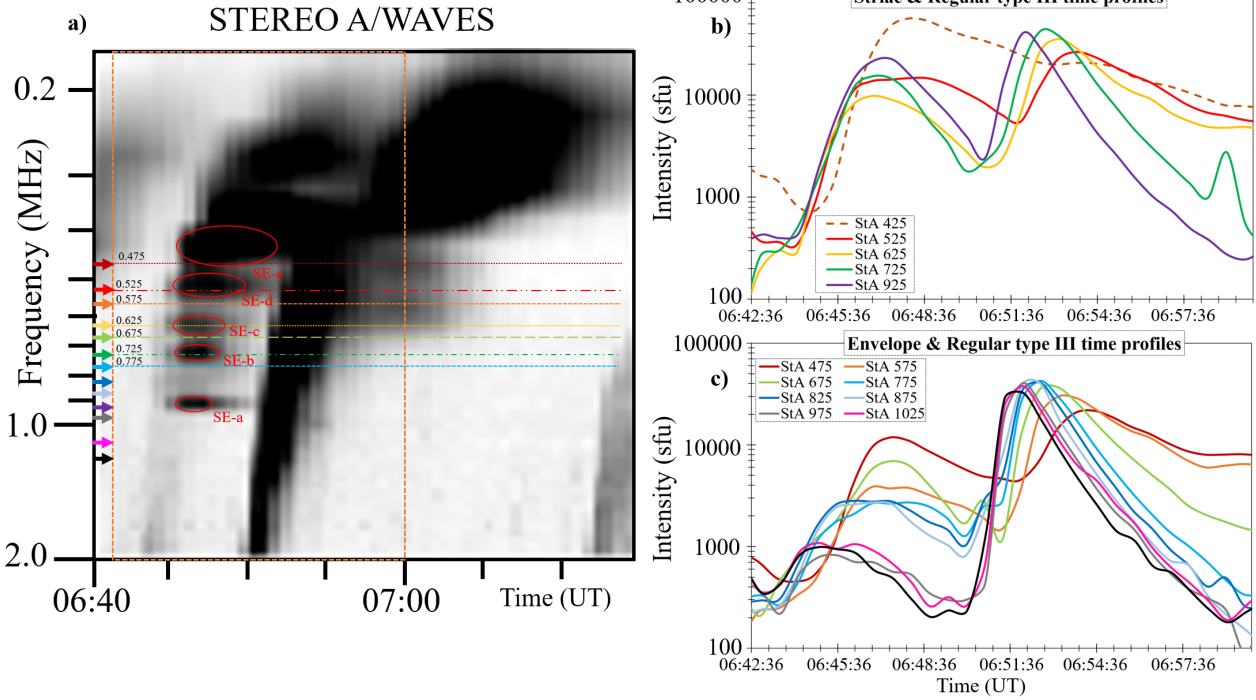 STEREO A/WAVES
a)
0.2
1.0
2.0
Frequency (MHz)
0.475
0.525
0.575
0.625
0.675
0.725
0.775
SE-e
SE-d
SE-c
SE-b
SE-a
06:40
07:00
Time (UT)
b)
Striae & Regular type III time profiles
Intensity (sfu)
100000
10000
1000
100
StA 425
StA 525
StA 625
StA 725
StA 925
06:42:36 06:45:36 06:48:36 06:51:36 06:54:36 06:57:36
c)
Envelope & Regular type III time profiles
Intensity (sfu)
100000
10000
1000
100
StA 475 StA 575
StA 675 StA 775
StA 825 StA 875
StA 975 StA 1025
06:42:36 06:45:36 06:48:36 06:51:36 06:54:36 06:57:36
Time (UT)